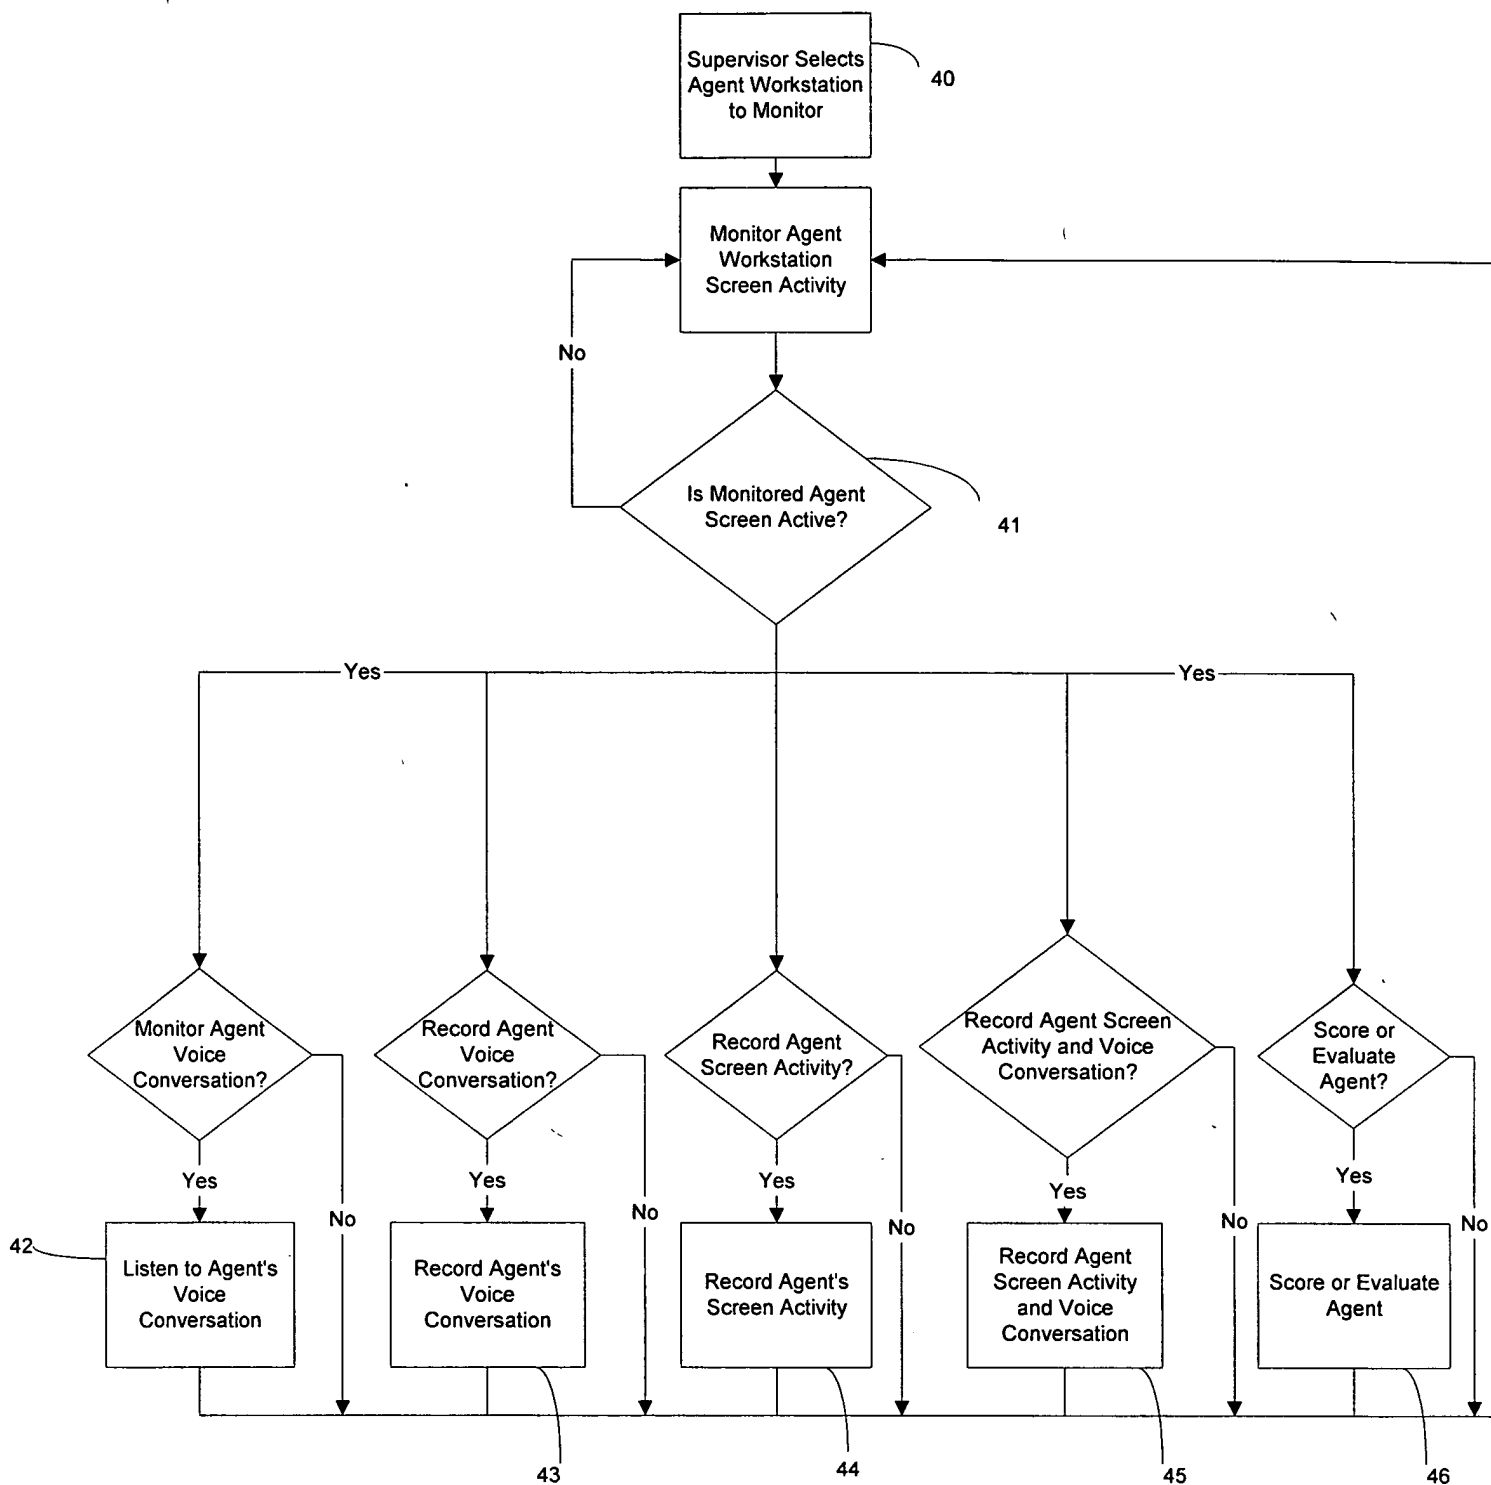 Supervisor Selects
Agent Workstation
to Monitor
40
Monitor Agent
Workstation
Screen Activity
No
Is Monitored Agent
Screen Active?
41
Yes
Yes
Monitor Agent
Voice
Conversation?
Record Agent
Voice
Conversation?
Record Agent
Screen Activity?
Record Agent Screen
Activity and Voice
Conversation?
Score or
Evaluate
Agent?
Yes
Yes
Yes
Yes
Yes
No
No
No
No
No
42
Listen to Agent's
Voice
Conversation
Record Agent's
Voice
Conversation
Record Agent's
Screen Activity
Record Agent
Screen Activity
and Voice
Conversation
Score or Evaluate
Agent
43
44
45
46